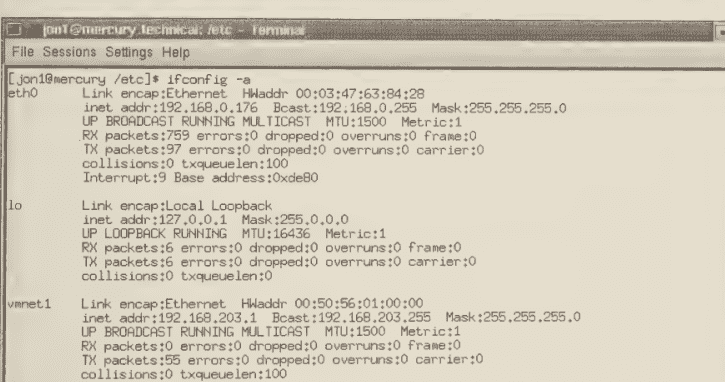 jon1@mercury.technical: /etc - Terminal
File Sessions Settings Help
[jon1@mercury /etc]$ ifconfig -a
eth0 Link encap:Ethernet HWaddr 00:03:47:63:84:28
inet addr:192.168.0.176 Bcast:192.168.0.255 Mask:255.255.255.0
UP BROADCAST RUNNING MULTICAST MTU:1500 Metric:1
RX packets:759 errors:0 dropped:0 overruns:0 frame:0
TX packets:97 errors:0 dropped:0 overruns:0 carrier:0
collisions:0 txqueuelen:100
Interrupt:9 Base address:0xde80
lo Link encap:Local Loopback
inet addr:127.0.0.1 Mask:255.0.0.0
UP LOOPBACK RUNNING MTU:16436 Metric:1
RX packets:6 errors:0 dropped:0 overruns:0 frame:0
TX packets:6 errors:0 dropped:0 overruns:0 carrier:0
collisions:0 txqueuelen:0
vmnet1 Link encap:Ethernet HWaddr 00:50:56:01:00:00
inet addr:192.168.203.1 Bcast:192.168.203.255 Mask:255.255.255.0
UP BROADCAST RUNNING MULTICAST MTU:1500 Metric:1
RX packets:0 errors:0 dropped:0 overruns:0 frame:0
TX packets:55 errors:0 dropped:0 overruns:0 carrier:0
collisions:0 txqueuelen:100